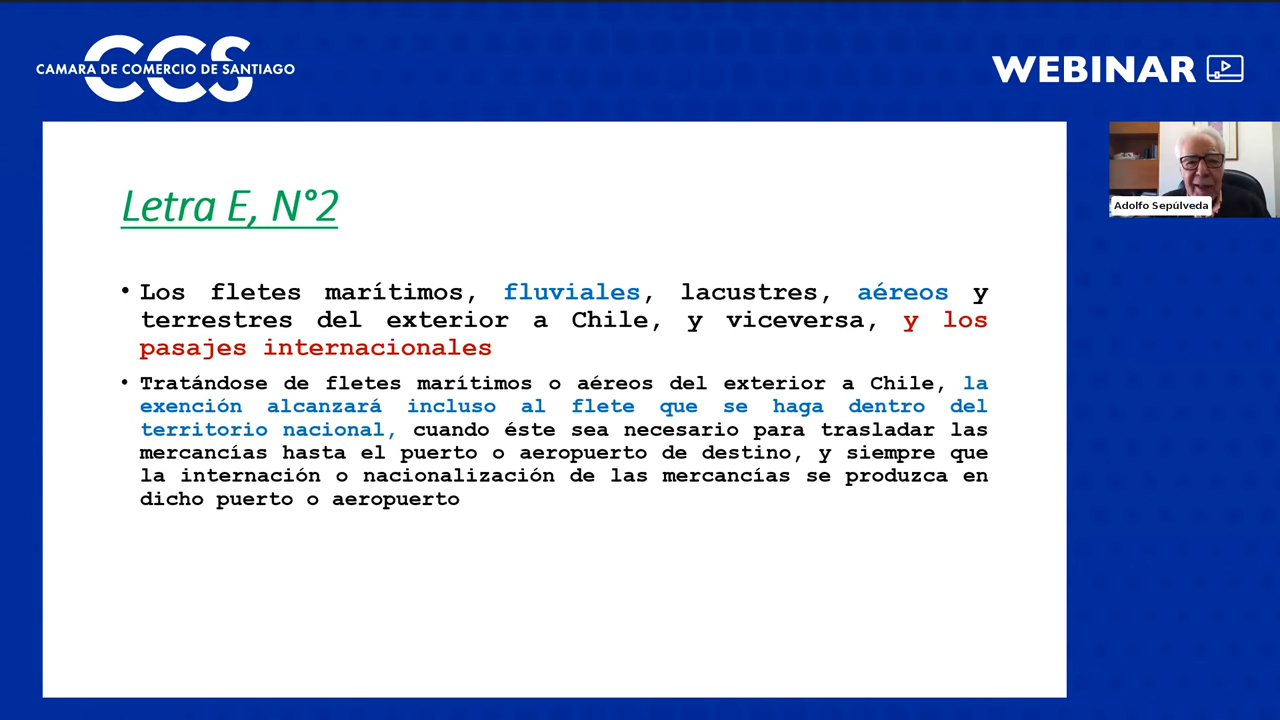 CCS
CAMARA DE COMERCIO DE SANTIAGO
WEBINAR
Letra E, N°2
• Los fletes marítimos, fluviales, lacustres, aéreos y
terrestres del exterior a Chile, y viceversa, y los
pasajes internacionales
• Tratándose de fletes marítimos o aéreos del exterior a Chile, la
exención alcanzará incluso al flete que se haga dentro del
territorio nacional, cuando éste sea necesario para trasladar las
mercancías hasta el puerto o aeropuerto de destino, y siempre que
la internación o nacionalización de las mercancías se produzca en
dicho puerto o aeropuerto
Adolfo Sepúlveda